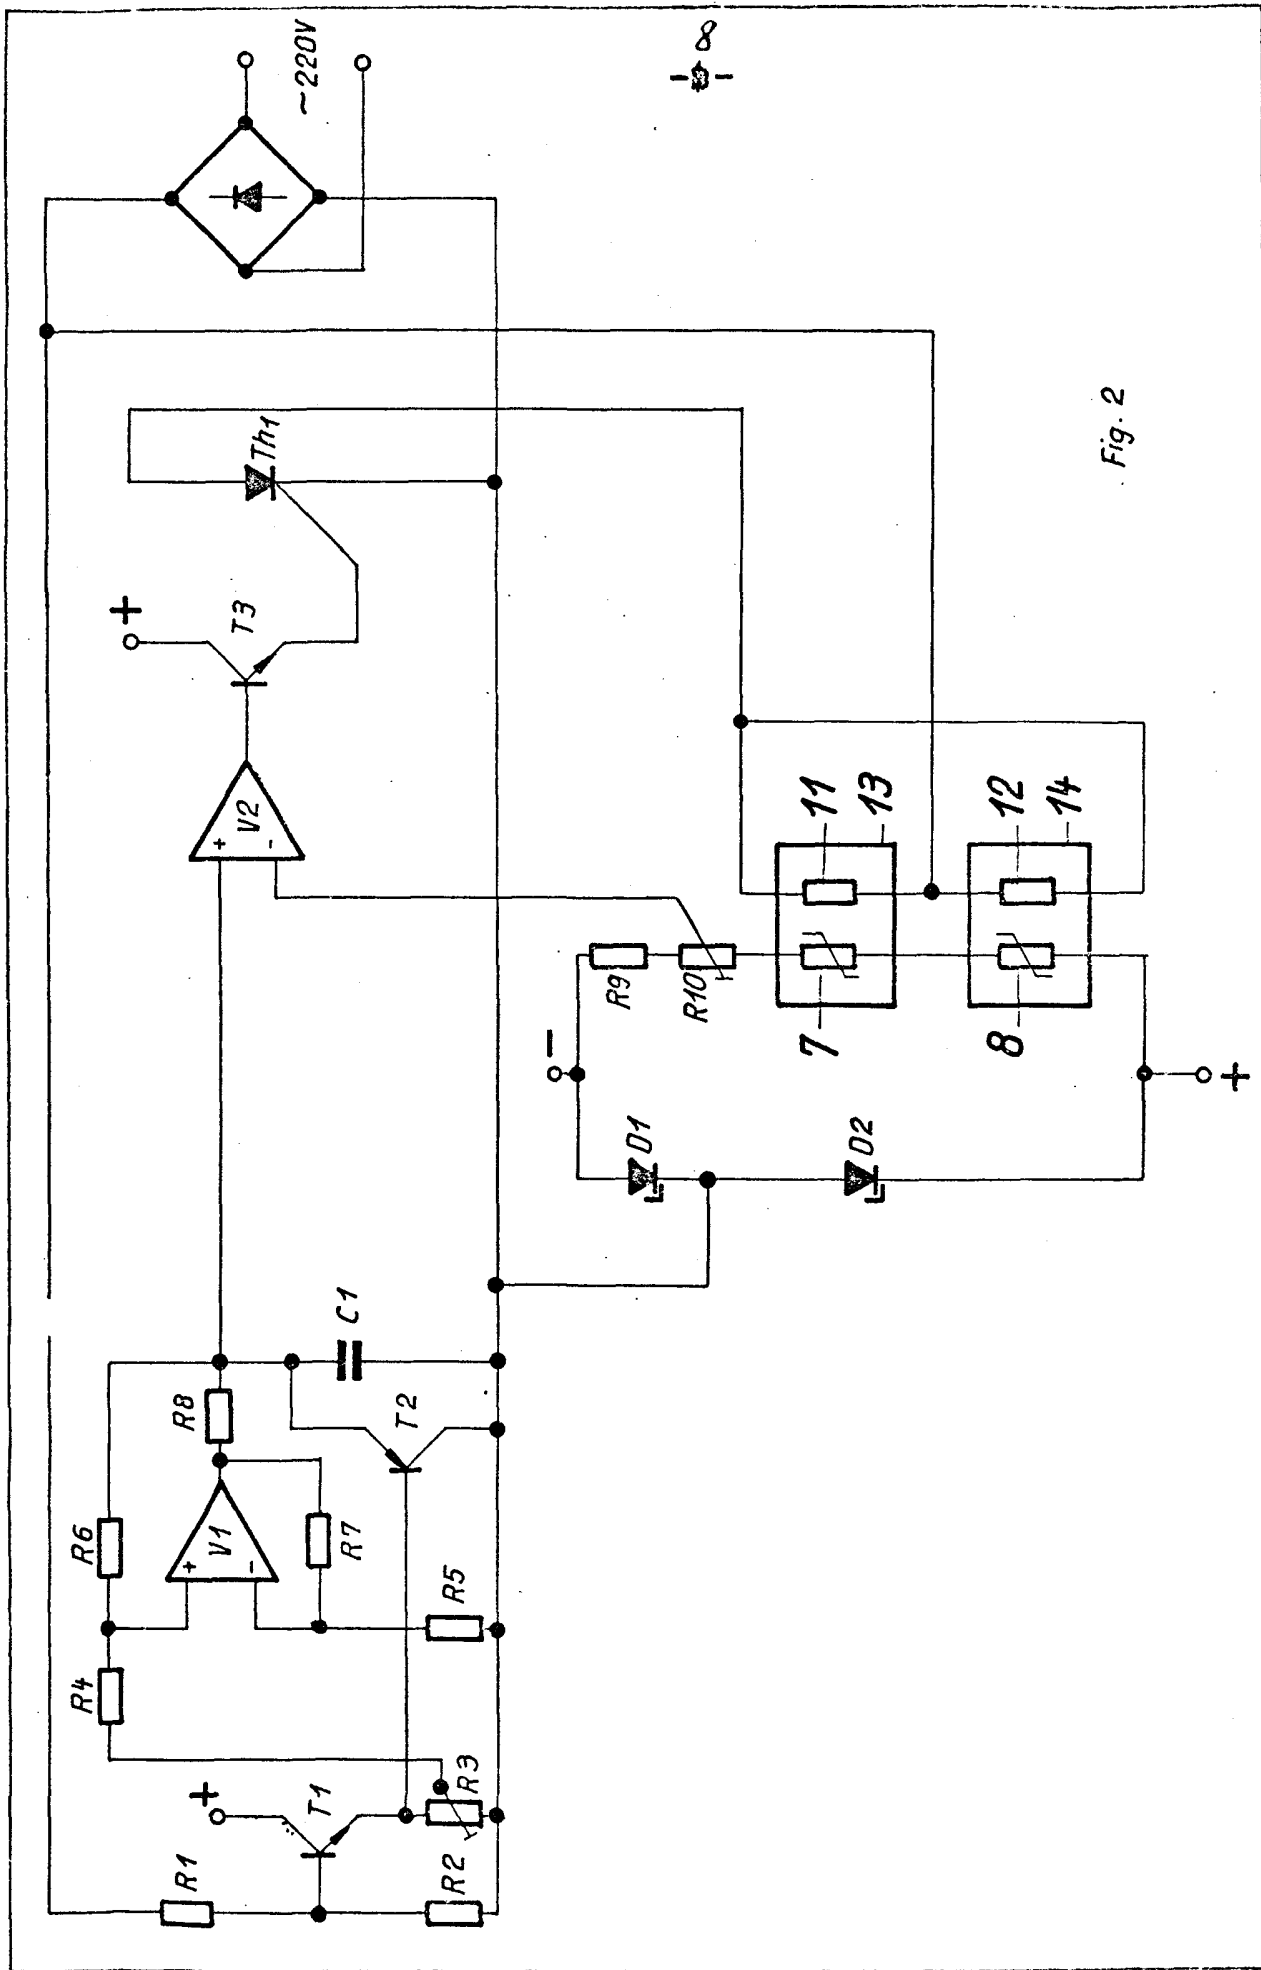 R1
R2
+
T1
R3
R4
R6
+
V1
-
R7
R5
R8
T2
C1
+
V2
-
+
T3
Th1
~220V
-
D1
D2
+
R9
R10
7
8
11
13
12
14
Fig. 2
8